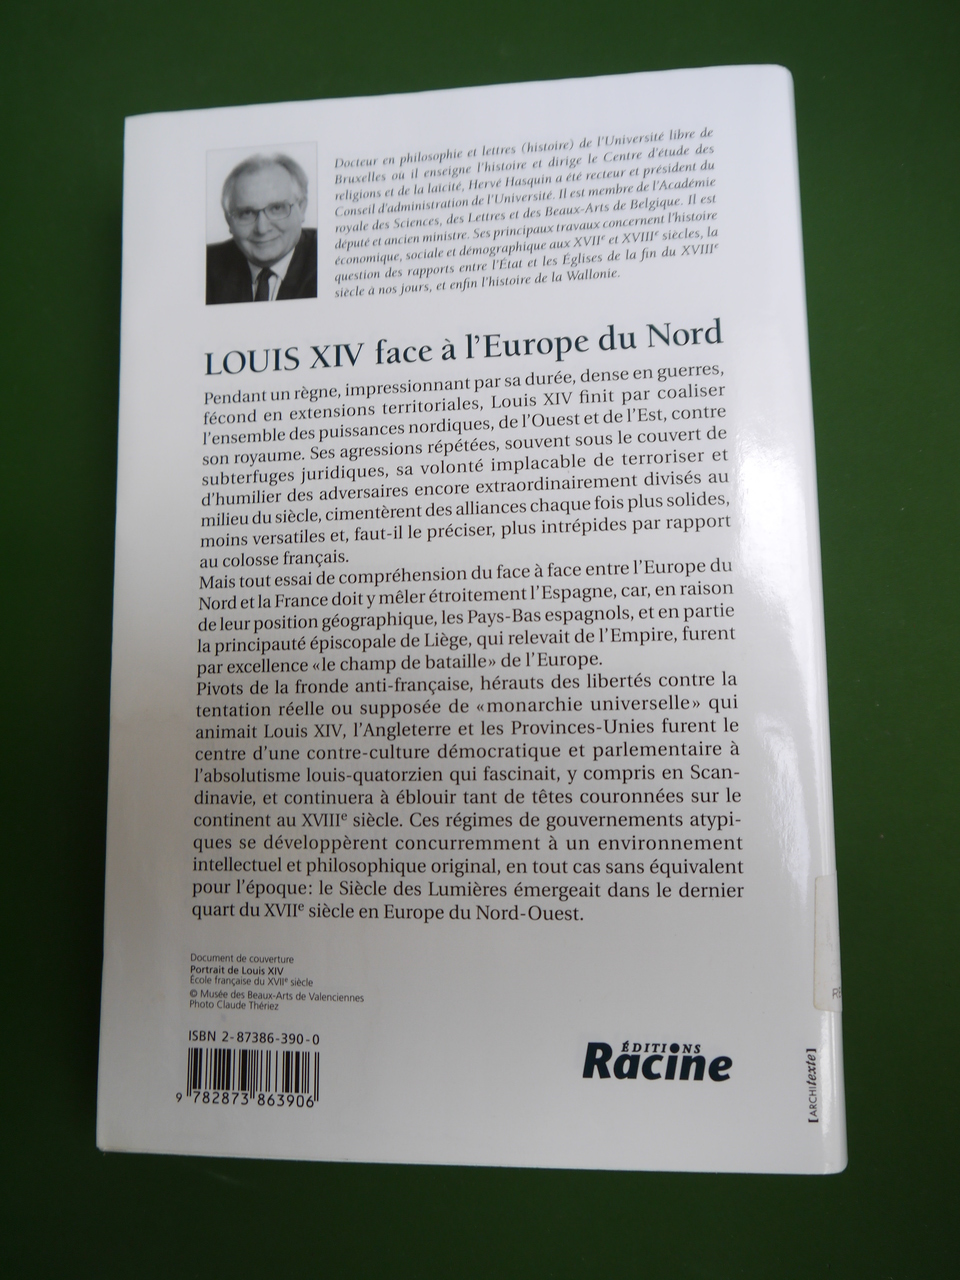 Docteur en philosophie et lettres (histoire) de l'Université libre de
Bruxelles où il enseigne l'histoire et dirige le Centre d'étude des
religions et de la laïcité, Hervé Hasquin a été recteur et président du
Conseil d'administration de l'Université. Il est membre de l'Académie
royale des Sciences, des Lettres et des Beaux-Arts de Belgique. Il est
député et ancien ministre. Ses principaux travaux concernent l'histoire
économique, sociale et démographique aux XVIIe et XVIIIe siècles, la
question des rapports entre l'État et les Églises de la fin du XVIIIe
siècle à nos jours, et enfin l'histoire de la Wallonie.
LOUIS XIV face à l'Europe du Nord
Pendant un règne, impressionnant par sa durée, dense en guerres,
fécond en extensions territoriales, Louis XIV finit par coaliser
l'ensemble des puissances nordiques, de l'Ouest et de l'Est, contre
son royaume. Ses agressions répétées, souvent sous le couvert de
subterfuges juridiques, sa volonté implacable de terroriser et
d'humilier des adversaires encore extraordinairement divisés au
milieu du siècle, cimentèrent des alliances chaque fois plus solides,
moins versatiles et, faut-il le préciser, plus intrépides par rapport
au colosse français.
Mais tout essai de compréhension du face à face entre l'Europe du
Nord et la France doit y mêler étroitement l'Espagne, car, en raison
de leur position géographique, les Pays-Bas espagnols, et en partie
la principauté épiscopale de Liège, qui relevait de l'Empire, furent
par excellence «le champ de bataille» de l'Europe.
Pivots de la fronde anti-française, hérauts des libertés contre la
tentation réelle ou supposée de «monarchie universelle» qui
animait Louis XIV, l'Angleterre et les Provinces-Unies furent le
centre d'une contre-culture démocratique et parlementaire à
l'absolutisme louis-quatorzien qui fascinait, y compris en Scan-
dinavie, et continuera à éblouir tant de têtes couronnées sur le
continent au XVIIIe siècle. Ces régimes de gouvernements atypi-
ques se développèrent concurremment à un environnement
intellectuel et philosophique original, en tout cas sans équivalent
pour l'époque: le Siècle des Lumières émergeait dans le dernier
quart du XVIIe siècle en Europe du Nord-Ouest.
Document de couverture
Portrait de Louis XIV
École française du XVIIe siècle
© Musée des Beaux-Arts de Valenciennes
Photo Claude Thériez
ISBN 2-87386-390-0
9 782873 863906
ÉDITIONS
Racine
[ARCHItexte]